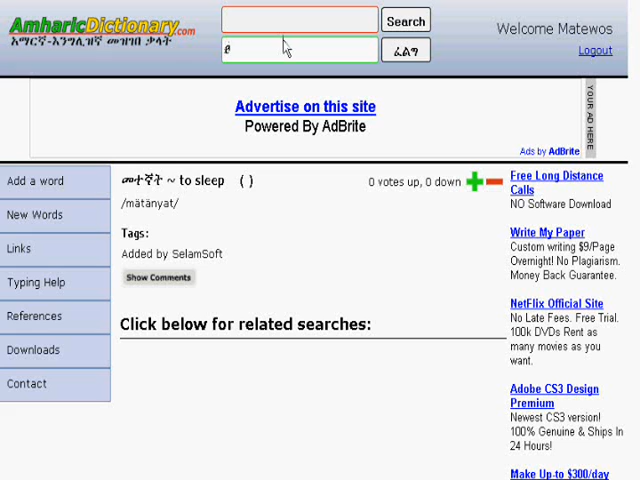 AmharicDictionary.com
አማርኛ-እንግሊዝኛ መዝገበ ቃላት
Search
ፈልግ
Welcome Matewos
Logout
Advertise on this site
Powered By AdBrite
Ads by AdBrite
YOUR AD HERE
Add a word
New Words
Links
Typing Help
References
Downloads
Contact
መተኛት ~ to sleep ( )
/mätänyat/
0 votes up, 0 down
Tags:
Added by SelamSoft
Show Comments
Click below for related searches:
Free Long Distance
Calls
NO Software Download
Write My Paper
Custom writing $9/Page
Overnight! No Plagiarism.
Money Back Guarantee.
NetFlix Official Site
No Late Fees. Free Trial.
100k DVDs Rent as
many movies as you
want.
Adobe CS3 Design
Premium
Newest CS3 version!
100% Genuine & Ships In
24 Hours!
Make Up-to $300/day